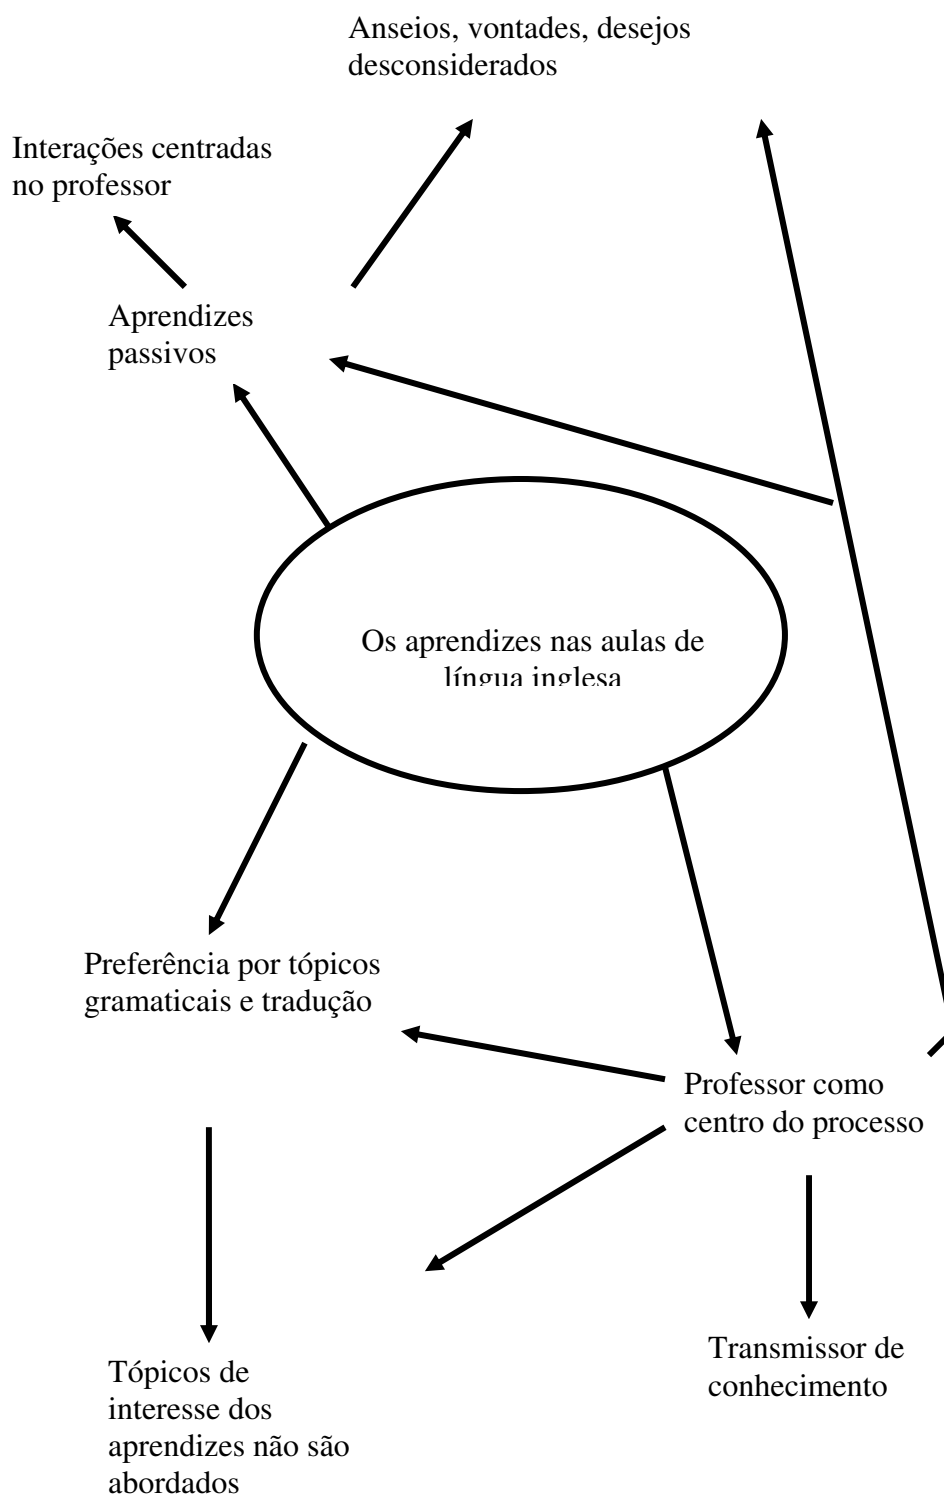 Anseios, vontades, desejos
desconsiderados
Interações centradas
no professor
Aprendizes
passivos
Os aprendizes nas aulas de
língua inglesa
Preferência por tópicos
gramaticais e tradução
Professor como
centro do processo
Transmissor de
conhecimento
Tópicos de
interesse dos
aprendizes não são
abordados